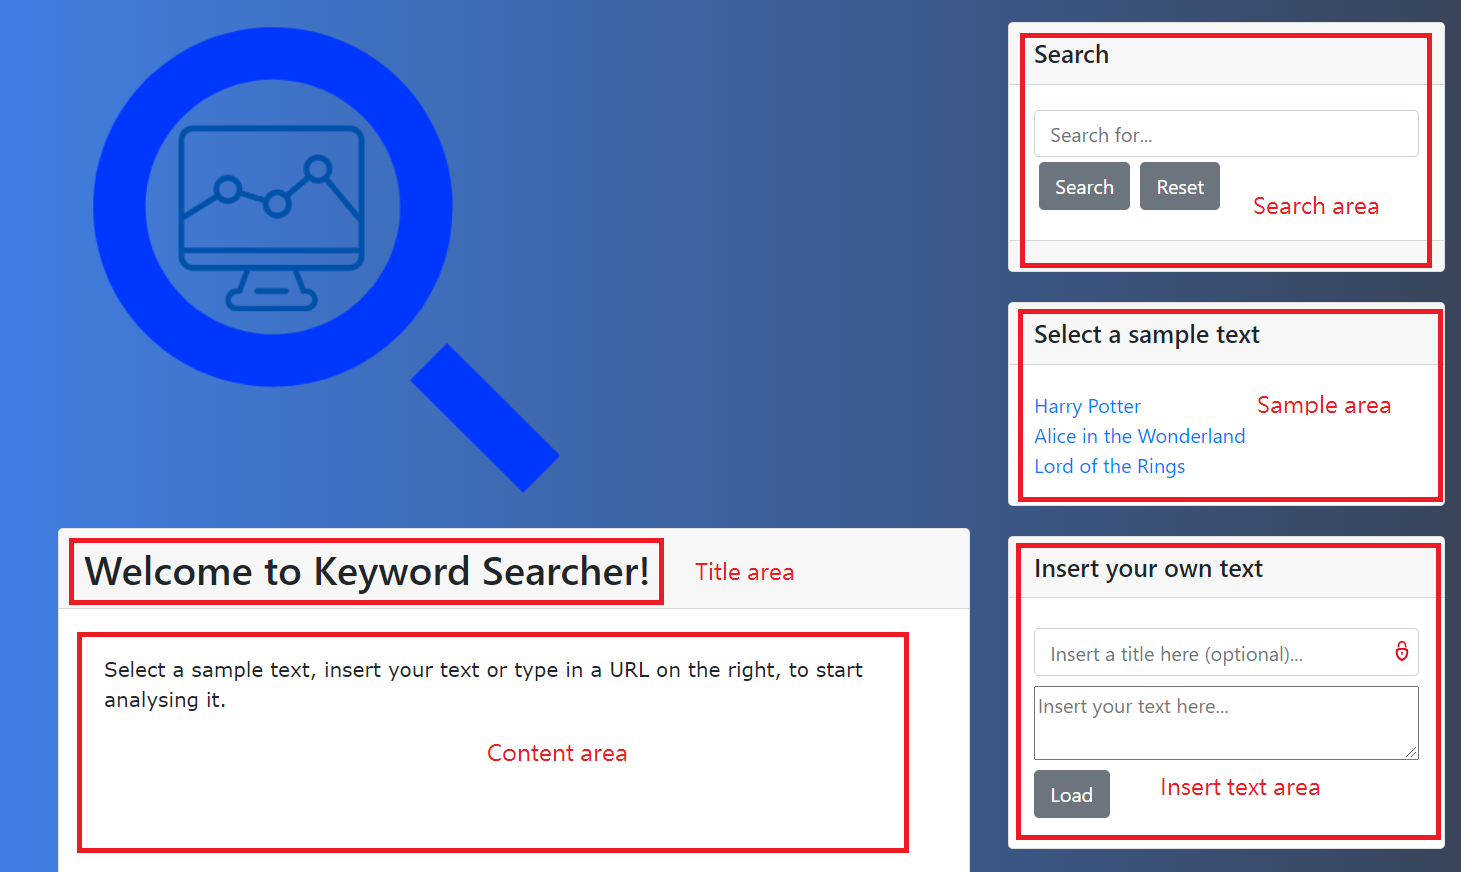 Search
Search for...
Search Reset
Search area
Select a sample text
Harry Potter
Sample area
Alice in the Wonderland
Lord of the Rings
Welcome to Keyword Searcher!
Title area
Select a sample text, insert your text or type in a URL on the right, to start
analysing it.
Content area
Insert your own text
Insert a title here (optional)...
Insert your text here...
Load
Insert text area